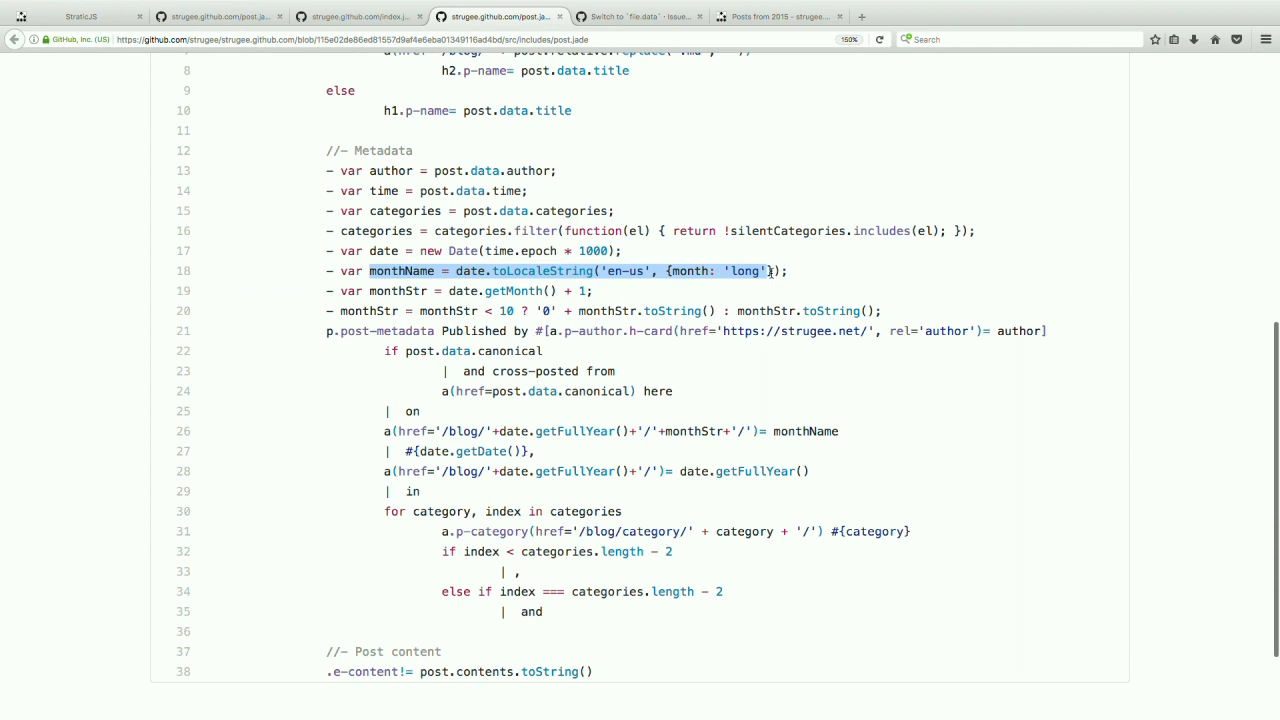 StraticJS
strugee.github.com/post.ja...
strugee.github.com/index.j...
strugee.github.com/post.ja...
Switch to `file.data` · Issue...
Posts from 2015 - strugee....
GitHub, Inc. (US)
https://github.com/strugee/strugee.github.com/blob/115e02de86ed81557d9af4e6eba01349116ad4bd/src/includes/post.jade
150%
Search
8 h2.p-name= post.data.title
9 else
10 h1.p-name= post.data.title
11
12 //- Metadata
13 - var author = post.data.author;
14 - var time = post.data.time;
15 - var categories = post.data.categories;
16 - categories = categories.filter(function(el) { return !silentCategories.includes(el); });
17 - var date = new Date(time.epoch * 1000);
18 - var monthName = date.toLocaleString('en-us', {month: 'long'});
19 - var monthStr = date.getMonth() + 1;
20 - monthStr = monthStr < 10 ? '0' + monthStr.toString() : monthStr.toString();
21 p.post-metadata Published by #[a.p-author.h-card(href='https://strugee.net/', rel='author')= author]
22 if post.data.canonical
23 | and cross-posted from
24 a(href=post.data.canonical) here
25 | on
26 a(href='/blog/'+date.getFullYear()+'/'+monthStr+'/')= monthName
27 | #{date.getDate()},
28 a(href='/blog/'+date.getFullYear()+'/')= date.getFullYear()
29 | in
30 for category, index in categories
31 a.p-category(href='/blog/category/' + category + '/') #{category}
32 if index < categories.length - 2
33 | ,
34 else if index === categories.length - 2
35 | and
36
37 //- Post content
38 .e-content!= post.contents.toString()